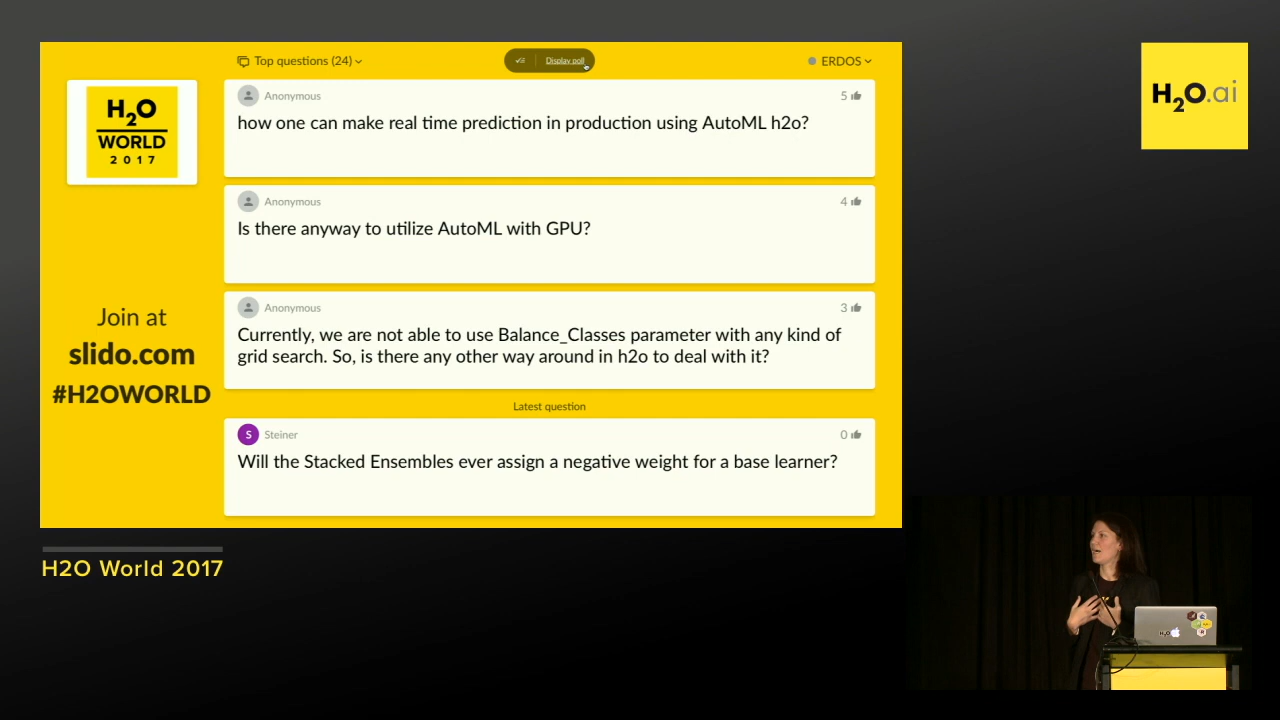 Top questions (24)
Display poll
ERDOS
H2O
WORLD
2017
Join at
slido.com
#H2OWORLD
Anonymous
5
how one can make real time prediction in production using AutoML h2o?
Anonymous
4
Is there anyway to utilize AutoML with GPU?
Anonymous
3
Currently, we are not able to use Balance_Classes parameter with any kind of
grid search. So, is there any other way around in h2o to deal with it?
Latest question
S
Steiner
0
Will the Stacked Ensembles ever assign a negative weight for a base learner?
H2O.ai
H2O World 2017
H2O